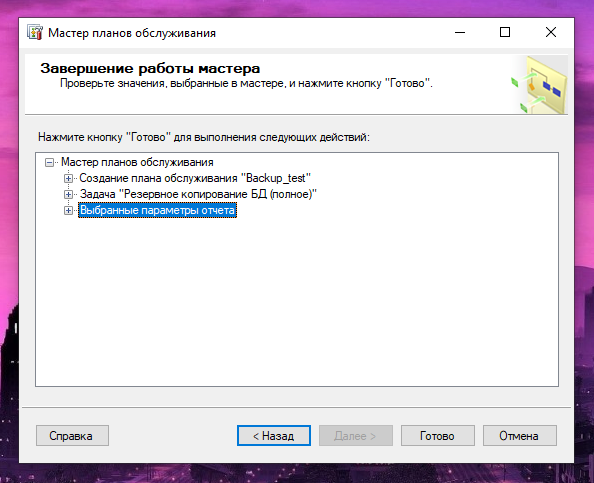 Мастер планов обслуживания
Завершение работы мастера
Проверьте значения, выбранные в мастере, и нажмите кнопку "Готово".
Нажмите кнопку "Готово" для выполнения следующих действий:
Мастер планов обслуживания
Создание плана обслуживания "Backup_test"
Задача "Резервное копирование БД (полное)"
Выбранные параметры отчета
Справка
< Назад
Далее >
Готово
Отмена